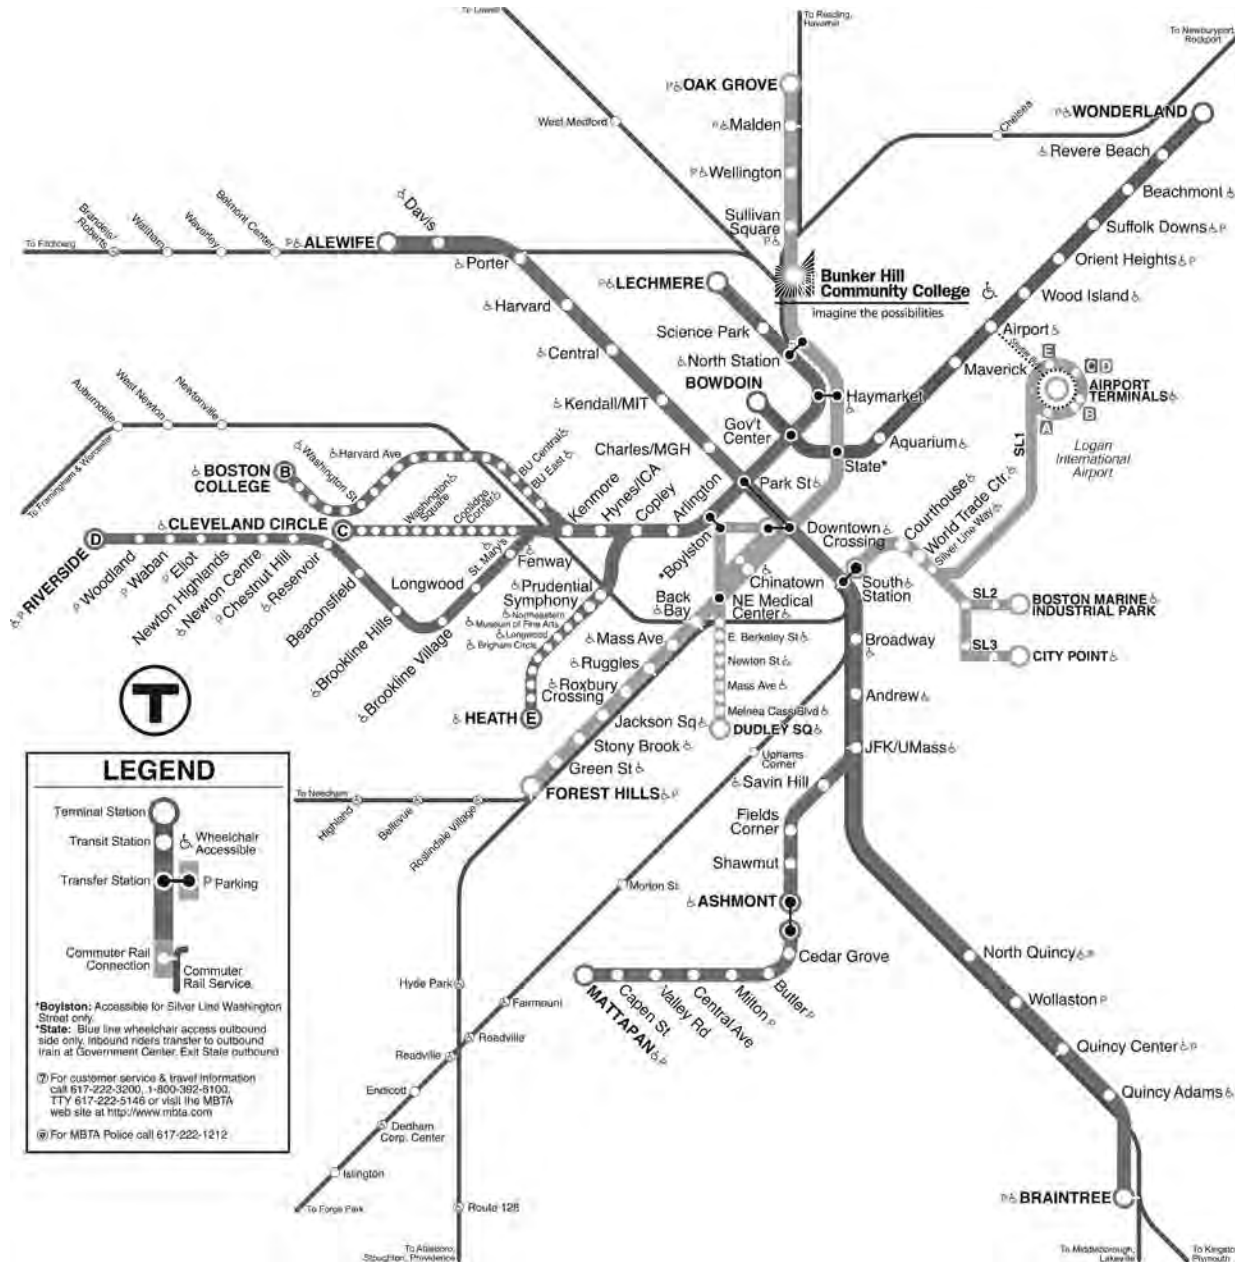 To Lowell
To Reading,
Haverhill
To Newburyport,
Rockport
OAK GROVE
WONDERLAND
Malden
West Medford
Chelsea
Revere Beach
Wellington
Beachmont
Sullivan
Square
Suffolk Downs
Davis
Brandeis/
Roberts
Waltham
Waverley
Belmont Center
To Fitchburg
ALEWIFE
Porter
Orient Heights
LECHMERE
Bunker Hill
Community College
imagine the possibilities
Wood Island
Harvard
Science Park
Airport
Central
North Station
Maverick
E
C
D
AIRPORT
TERMINALS
B
A
BOWDOIN
Haymarket
Kendall/MIT
Gov't
Center
Aquarium
SL1
Logan
International
Airport
Auburndale
West Newton
Newtonville
To Framingham & Worcester
Charles/MGH
State*
Park St
BOSTON
COLLEGE
B
Washington St
Harvard Ave
BU Central
BU East
CLEVELAND CIRCLE
C
Washington
Square
Coolidge
Corner
St. Mary's
Kenmore
Hynes/ICA
Copley
Arlington
*Boylston
Downtown
Crossing
Courthouse
World Trade Ctr.
Silver Line Way
D
RIVERSIDE
Woodland
Waban
Eliot
Newton Highlands
Newton Centre
Chestnut Hill
Reservoir
Beaconsfield
Brookline Hills
Brookline Village
Longwood
Fenway
Prudential
Symphony
Northeastern
Museum of Fine Arts
Longwood
Brigham Circle
HEATH
E
Chinatown
Back
Bay
NE Medical
Center
South
Station
SL2
BOSTON MARINE
INDUSTRIAL PARK
SL3
CITY POINT
Mass Ave
Ruggles
Roxbury
Crossing
Jackson Sq
Stony Brook
Green St
FOREST HILLS
E. Berkeley St
Newton St
Mass Ave
Melnea Cass Blvd
DUDLEY SQ
Broadway
Andrew
JFK/UMass
Uphams
Corner
Savin Hill
Fields
Corner
Shawmut
Morton St.
ASHMONT
Cedar Grove
MATTAPAN
Capen St
Valley Rd
Central Ave
Milton
Butler
To Needham
Highland
Bellevue
Roslindale Village
Hyde Park
Fairmount
Readville
Readville
Endicott
Dedham
Corp. Center
Islington
To Forge Park
Route 128
To Attleboro,
Stoughton, Providence
North Quincy
Wollaston
Quincy Center
Quincy Adams
BRAINTREE
To Middleborough,
Lakeville
To Kingston
Plymouth
T
LEGEND
Terminal Station
Transit Station
Wheelchair
Accessible
Transfer Station
P Parking
Commuter Rail
Connection
Commuter
Rail Service
*Boylston: Accessible for Silver Line Washington
Street only.
*State: Blue line wheelchair access outbound
side only. Inbound riders transfer to outbound
train at Government Center. Exit State outbound
For customer service & travel information
call 617-222-3200, 1-800-392-6100,
TTY 617-222-5146 or visit the MBTA
web site at http://www.mbta.com
For MBTA Police call 617-222-1212